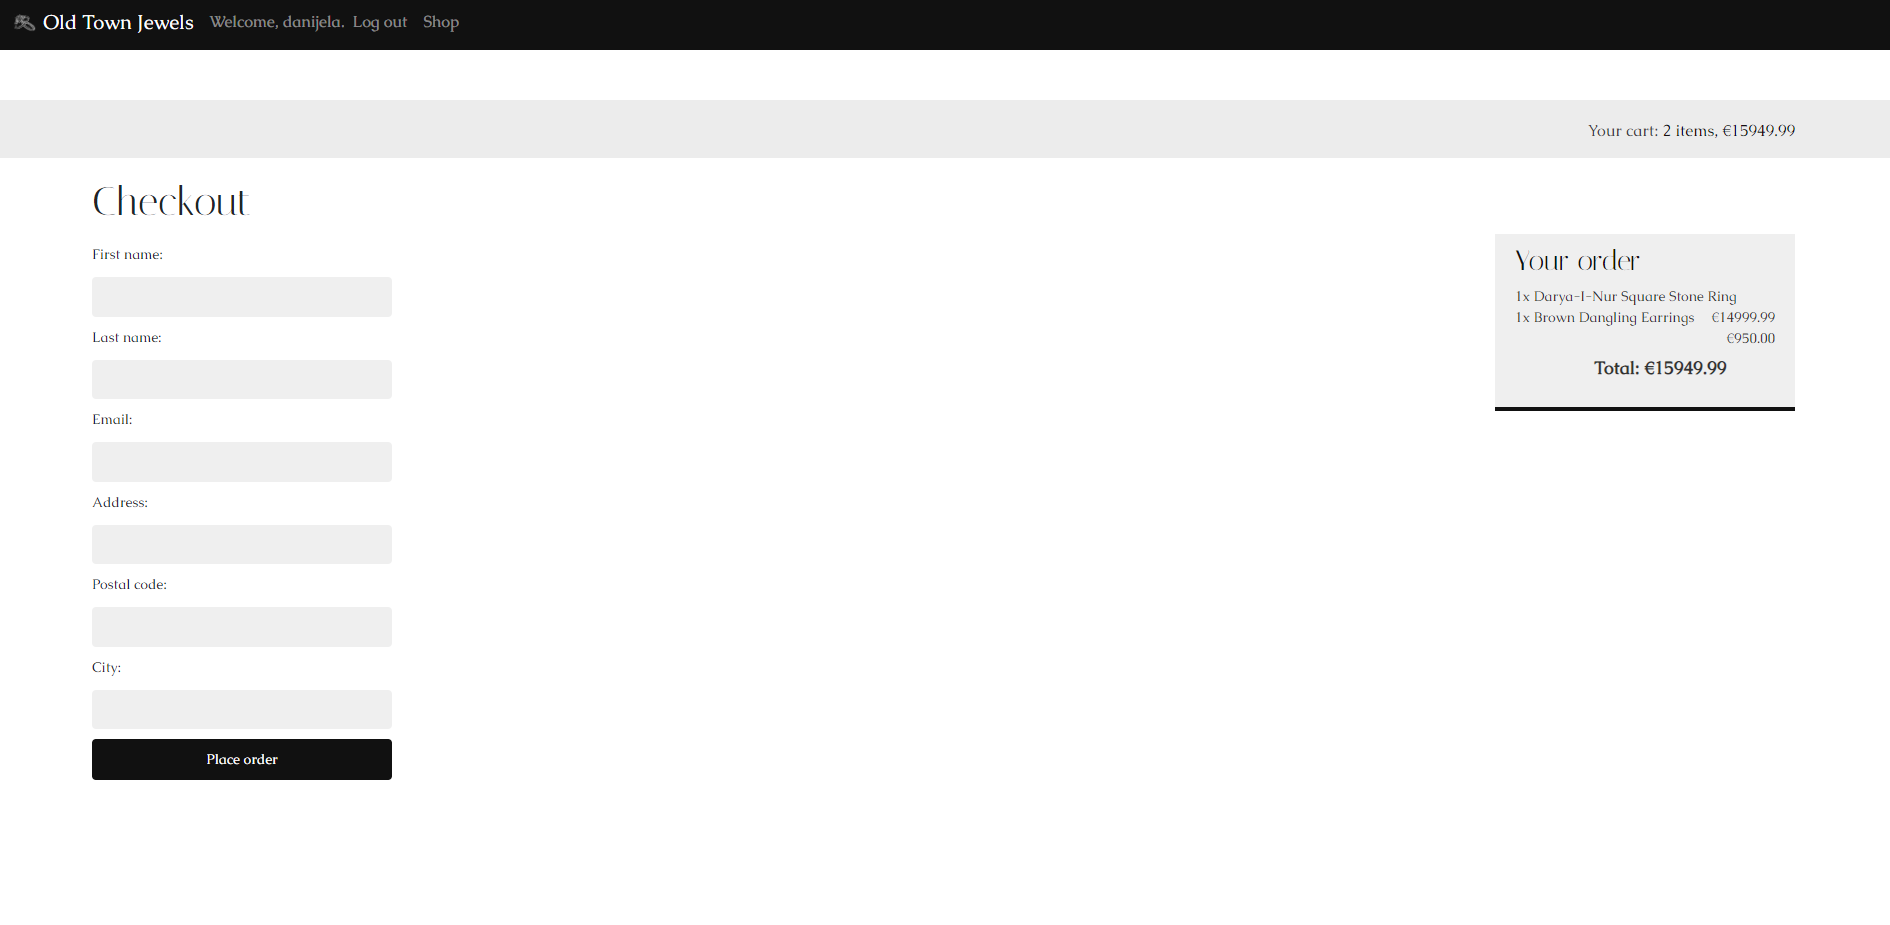 Old Town Jewels Welcome, danijela. Log out Shop
Your cart: 2 items, €15949.99
Checkout
First name:
Last name:
Email:
Address:
Postal code:
City:
Place order
Your order
1x Darya-I-Nur Square Stone Ring
1x Brown Dangling Earrings €14999.99
€950.00
Total: €15949.99